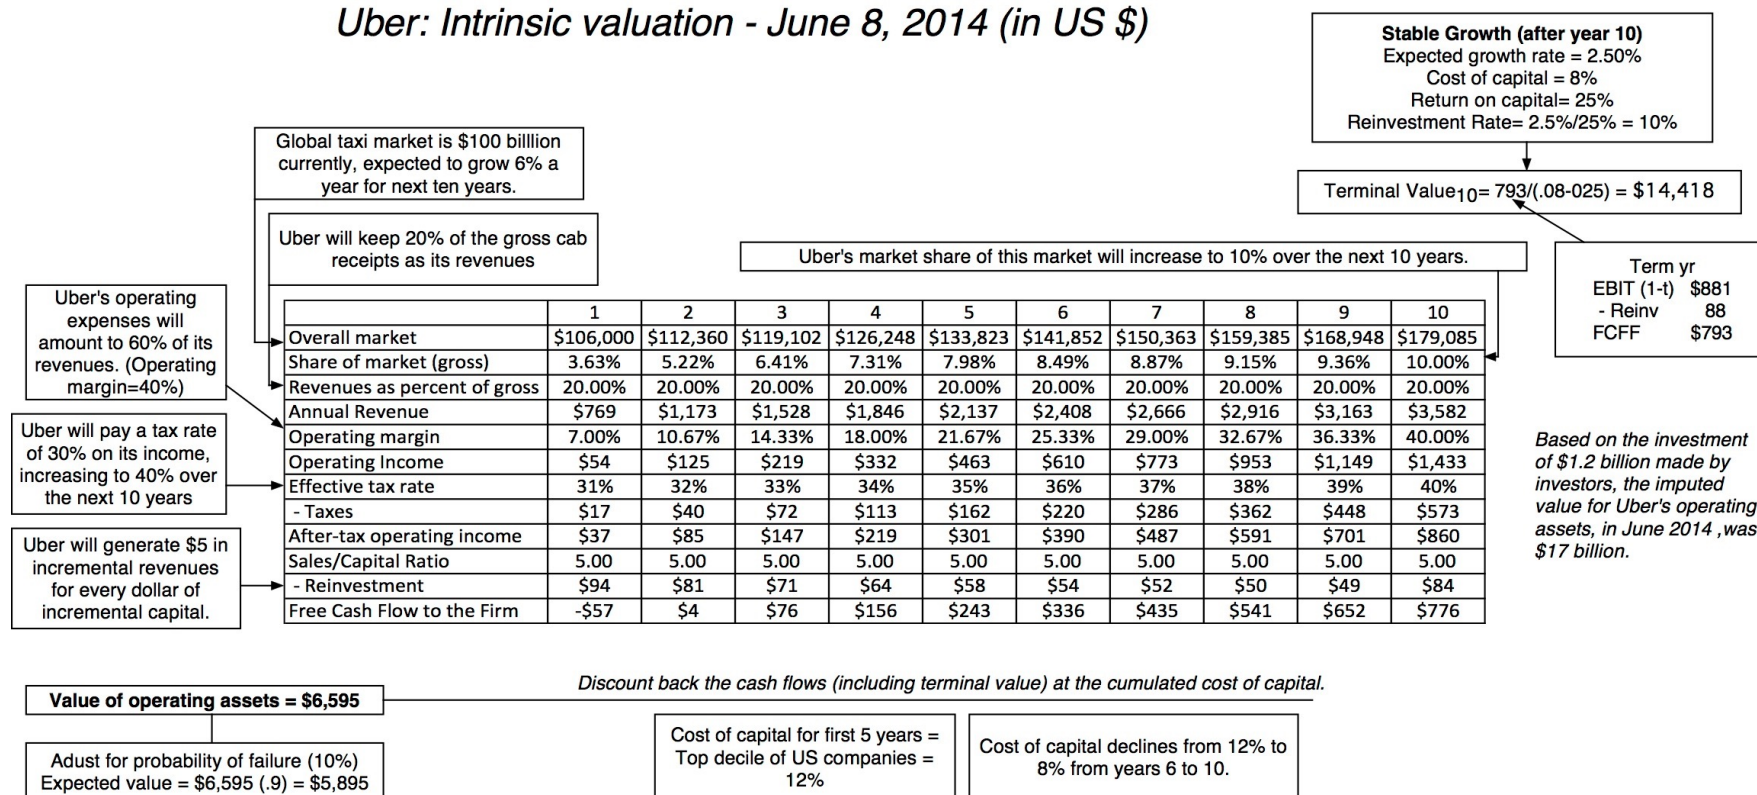 Uber: Intrinsic valuation - June 8, 2014 (in US $)
Stable Growth (after year 10)
Expected growth rate = 2.50%
Cost of capital = 8%
Return on capital= 25%
Reinvestment Rate= 2.5%/25% = 10%
Global taxi market is $100 billlion
currently, expected to grow 6% a
year for next ten years.
Terminal Value10= 793/(.08-025) = $14,418
Uber will keep 20% of the gross cab
receipts as its revenues
Uber's market share of this market will increase to 10% over the next 10 years.
Term yr
EBIT (1-t) $881
- Reinv 88
FCFF $793
Uber's operating
expenses will
amount to 60% of its
revenues. (Operating
margin=40%)
Uber will pay a tax rate
of 30% on its income,
increasing to 40% over
the next 10 years
Uber will generate $5 in
incremental revenues
for every dollar of
incremental capital.
1 2 3 4 5 6 7 8 9 10
Overall market $106,000 $112,360 $119,102 $126,248 $133,823 $141,852 $150,363 $159,385 $168,948 $179,085
Share of market (gross) 3.63% 5.22% 6.41% 7.31% 7.98% 8.49% 8.87% 9.15% 9.36% 10.00%
Revenues as percent of gross 20.00% 20.00% 20.00% 20.00% 20.00% 20.00% 20.00% 20.00% 20.00% 20.00%
Annual Revenue $769 $1,173 $1,528 $1,846 $2,137 $2,408 $2,666 $2,916 $3,163 $3,582
Operating margin 7.00% 10.67% 14.33% 18.00% 21.67% 25.33% 29.00% 32.67% 36.33% 40.00%
Operating Income $54 $125 $219 $332 $463 $610 $773 $953 $1,149 $1,433
Effective tax rate 31% 32% 33% 34% 35% 36% 37% 38% 39% 40%
- Taxes $17 $40 $72 $113 $162 $220 $286 $362 $448 $573
After-tax operating income $37 $85 $147 $219 $301 $390 $487 $591 $701 $860
Sales/Capital Ratio 5.00 5.00 5.00 5.00 5.00 5.00 5.00 5.00 5.00 5.00
- Reinvestment $94 $81 $71 $64 $58 $54 $52 $50 $49 $84
Free Cash Flow to the Firm -$57 $4 $76 $156 $243 $336 $435 $541 $652 $776
Based on the investment
of $1.2 billion made by
investors, the imputed
value for Uber's operating
assets, in June 2014 ,was
$17 billion.
Value of operating assets = $6,595
Discount back the cash flows (including terminal value) at the cumulated cost of capital.
Adust for probability of failure (10%)
Expected value = $6,595 (.9) = $5,895
Cost of capital for first 5 years =
Top decile of US companies =
12%
Cost of capital declines from 12% to
8% from years 6 to 10.